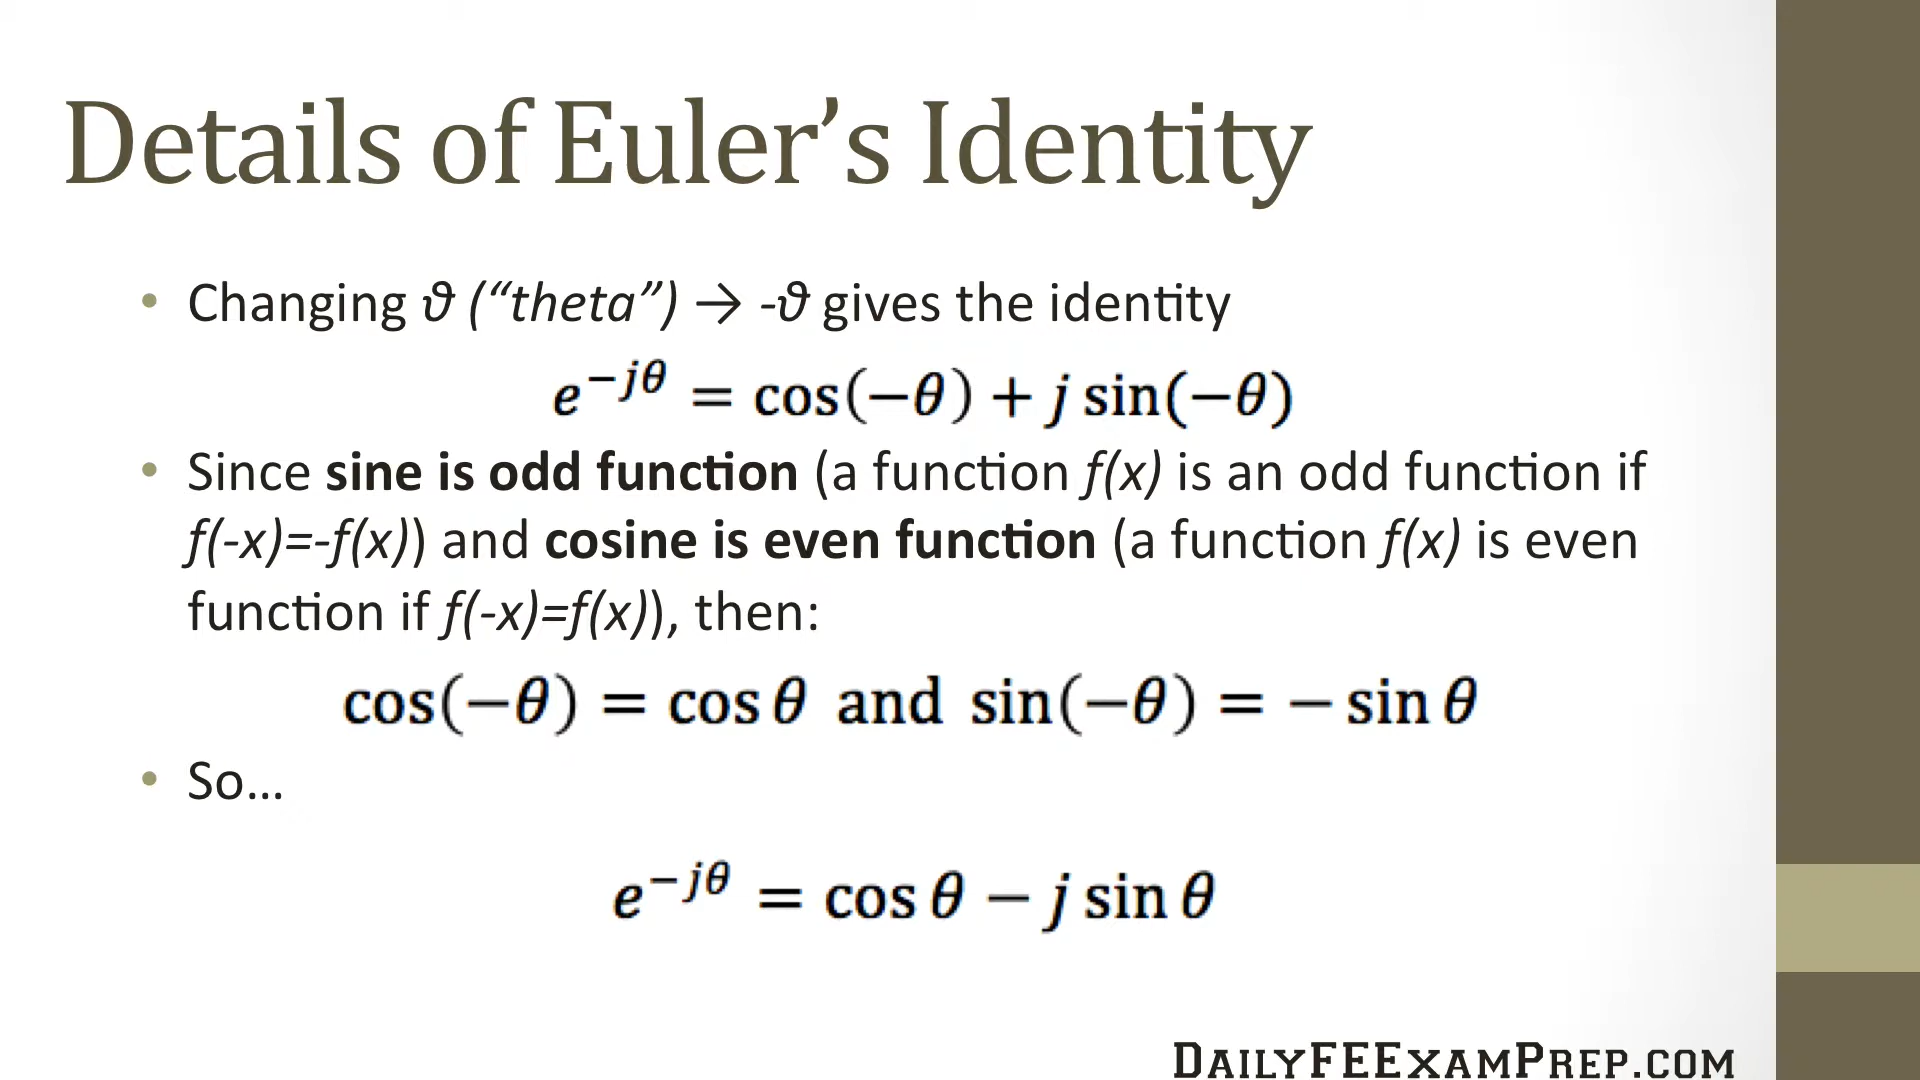 Details of Euler’s Identity
• Changing ϑ (“theta”) → -ϑ gives the identity
e^{−jθ} = cos(−θ) + j sin(−θ)
• Since sine is odd function (a function f(x) is an odd function if
f(-x)=-f(x)) and cosine is even function (a function f(x) is even
function if f(-x)=f(x)), then:
cos(−θ) = cos θ and sin(−θ) = − sin θ
• So…
e^{−jθ} = cos θ − j sin θ
DAILYFEEXAMPREP.COM